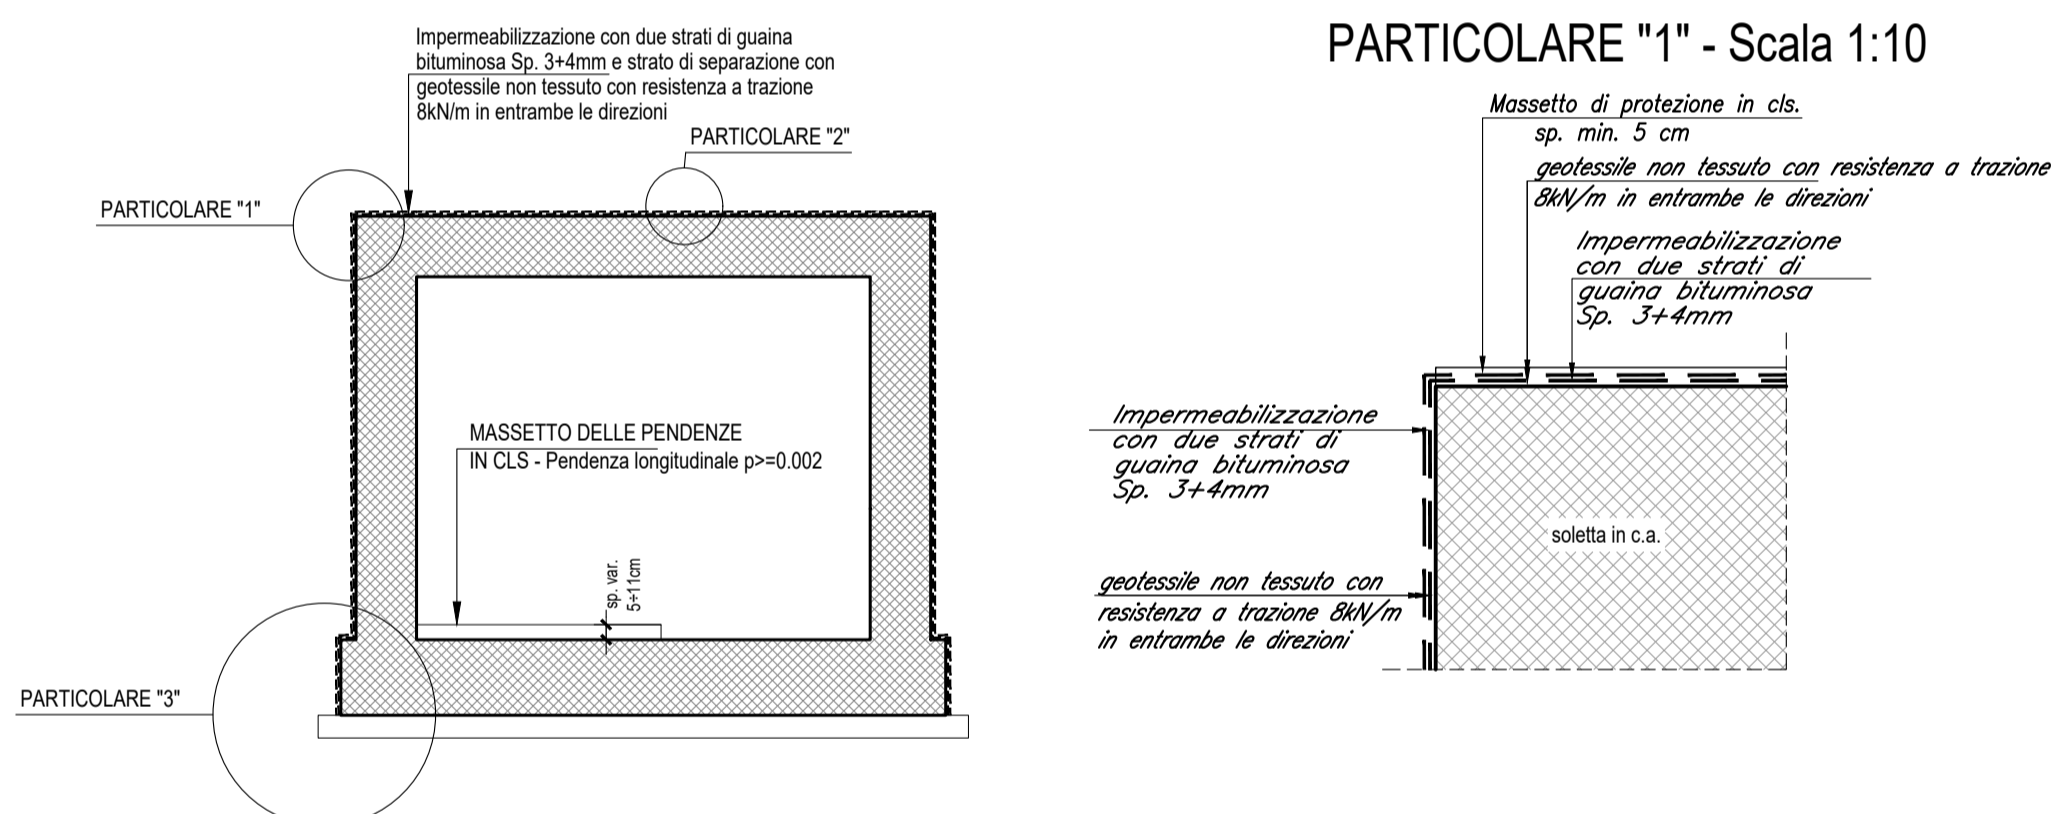 Impermeabilizzazione con due strati di guaina
bituminosa Sp. 3+4mm e strato di separazione con
geotessile non tessuto con resistenza a trazione
8kN/m in entrambe le direzioni
PARTICOLARE "2"
PARTICOLARE "1"
MASSETTO DELLE PENDENZE
IN CLS - Pendenza longitudinale p>=0.002
sp. var.
5÷11cm
PARTICOLARE "3"
PARTICOLARE "1" - Scala 1:10
Massetto di protezione in cls.
sp. min. 5 cm
geotessile non tessuto con resistenza a trazione
8kN/m in entrambe le direzioni
Impermeabilizzazione
con due strati di
guaina bituminosa
Sp. 3+4mm
Impermeabilizzazione
con due strati di
guaina bituminosa
Sp. 3+4mm
soletta in c.a.
geotessile non tessuto con
resistenza a trazione 8kN/m
in entrambe le direzioni